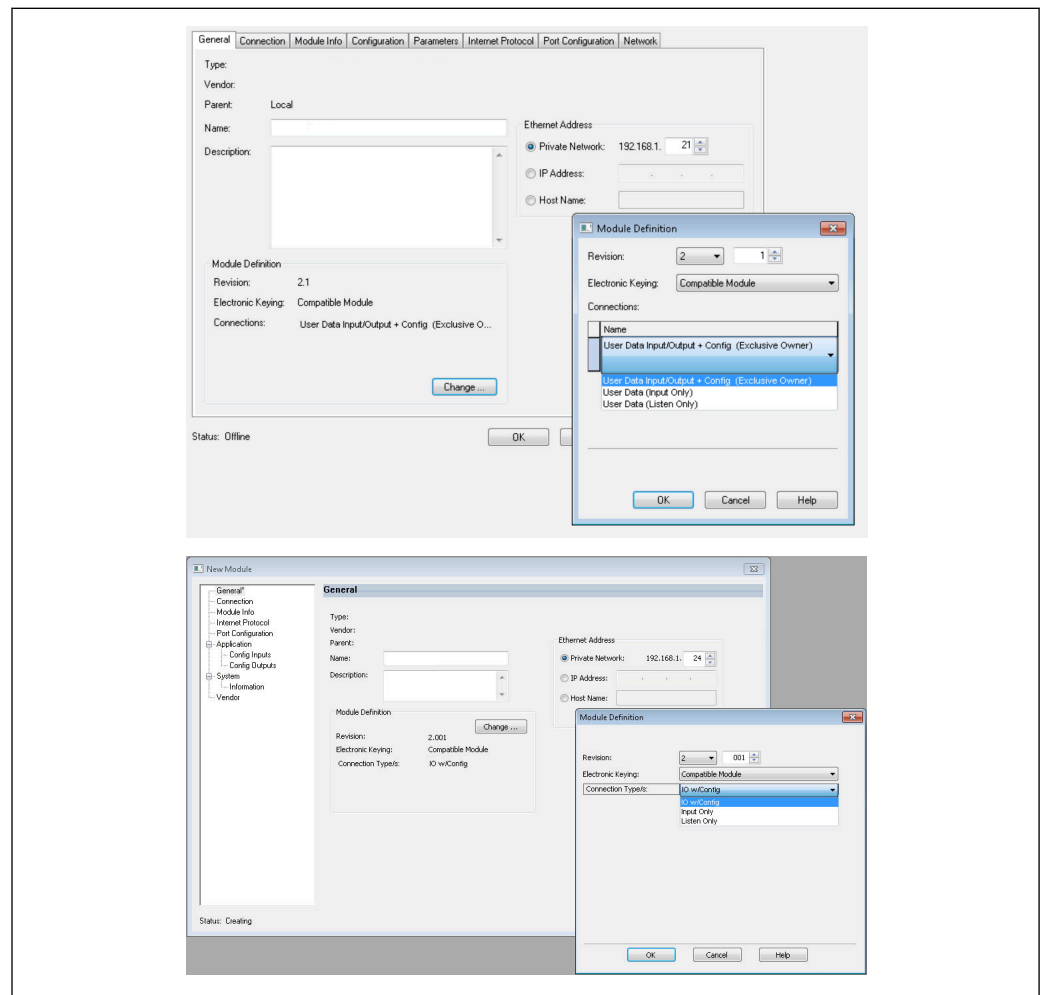 General Connection Module Info Configuration Parameters Internet Protocol Port Configuration Network
Type:
Vendor:
Parent: Local
Name:
Description:
Ethernet Address
Private Network: 192.168.1. 21
IP Address: . . .
Host Name:
Module Definition
Revision: 2.1
Electronic Keying: Compatible Module
Connections: User Data Input/Output + Config (Exclusive O...
Change ...
Status: Offline
OK
Module Definition
Revision: 2 1
Electronic Keying: Compatible Module
Connections:
Name
User Data Input/Output + Config (Exclusive Owner)
User Data Input/Output + Config (Exclusive Owner)
User Data (Input Only)
User Data (Listen Only)
OK Cancel Help
New Module
General*
Connection
Module Info
Internet Protocol
Port Configuration
Application
Config Inputs
Config Outputs
System
Information
Vendor
General
Type:
Vendor:
Parent:
Name:
Description:
Ethernet Address
Private Network: 192.168.1. 24
IP Address: . . .
Host Name:
Module Definition
Change ...
Revision: 2.001
Electronic Keying: Compatible Module
Connection Type/s: IO w/Config
Status: Creating
Module Definition
Revision: 2 001
Electronic Keying: Compatible Module
Connection Type/s: IO w/Config
IO w/Config
Input Only
Listen Only
OK Cancel Help